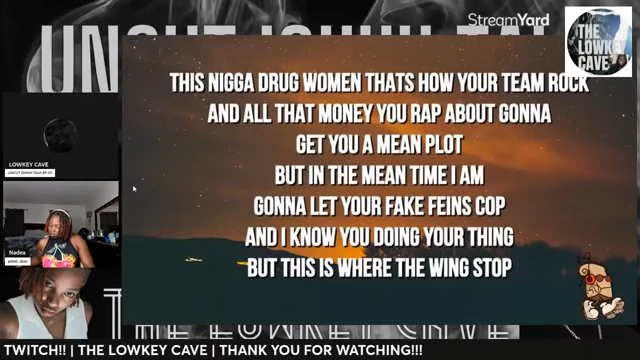 StreamYard
THE
LOWKEY
CAVE
THIS NIGGA DRUG WOMEN THATS HOW YOUR TEAM ROCK
AND ALL THAT MONEY YOU RAP ABOUT GONNA
GET YOU A MEAN PLOT
BUT IN THE MEAN TIME I AM
GONNA LET YOUR FAKE FEINS COP
AND I KNOW YOU DOING YOUR THING
BUT THIS IS WHERE THE WING STOP
LOWKEY CAVE
Nadea
THE LOWKEY CAVE
TWITCH!! | THE LOWKEY CAVE | THANK YOU FOR WATCHING!!!